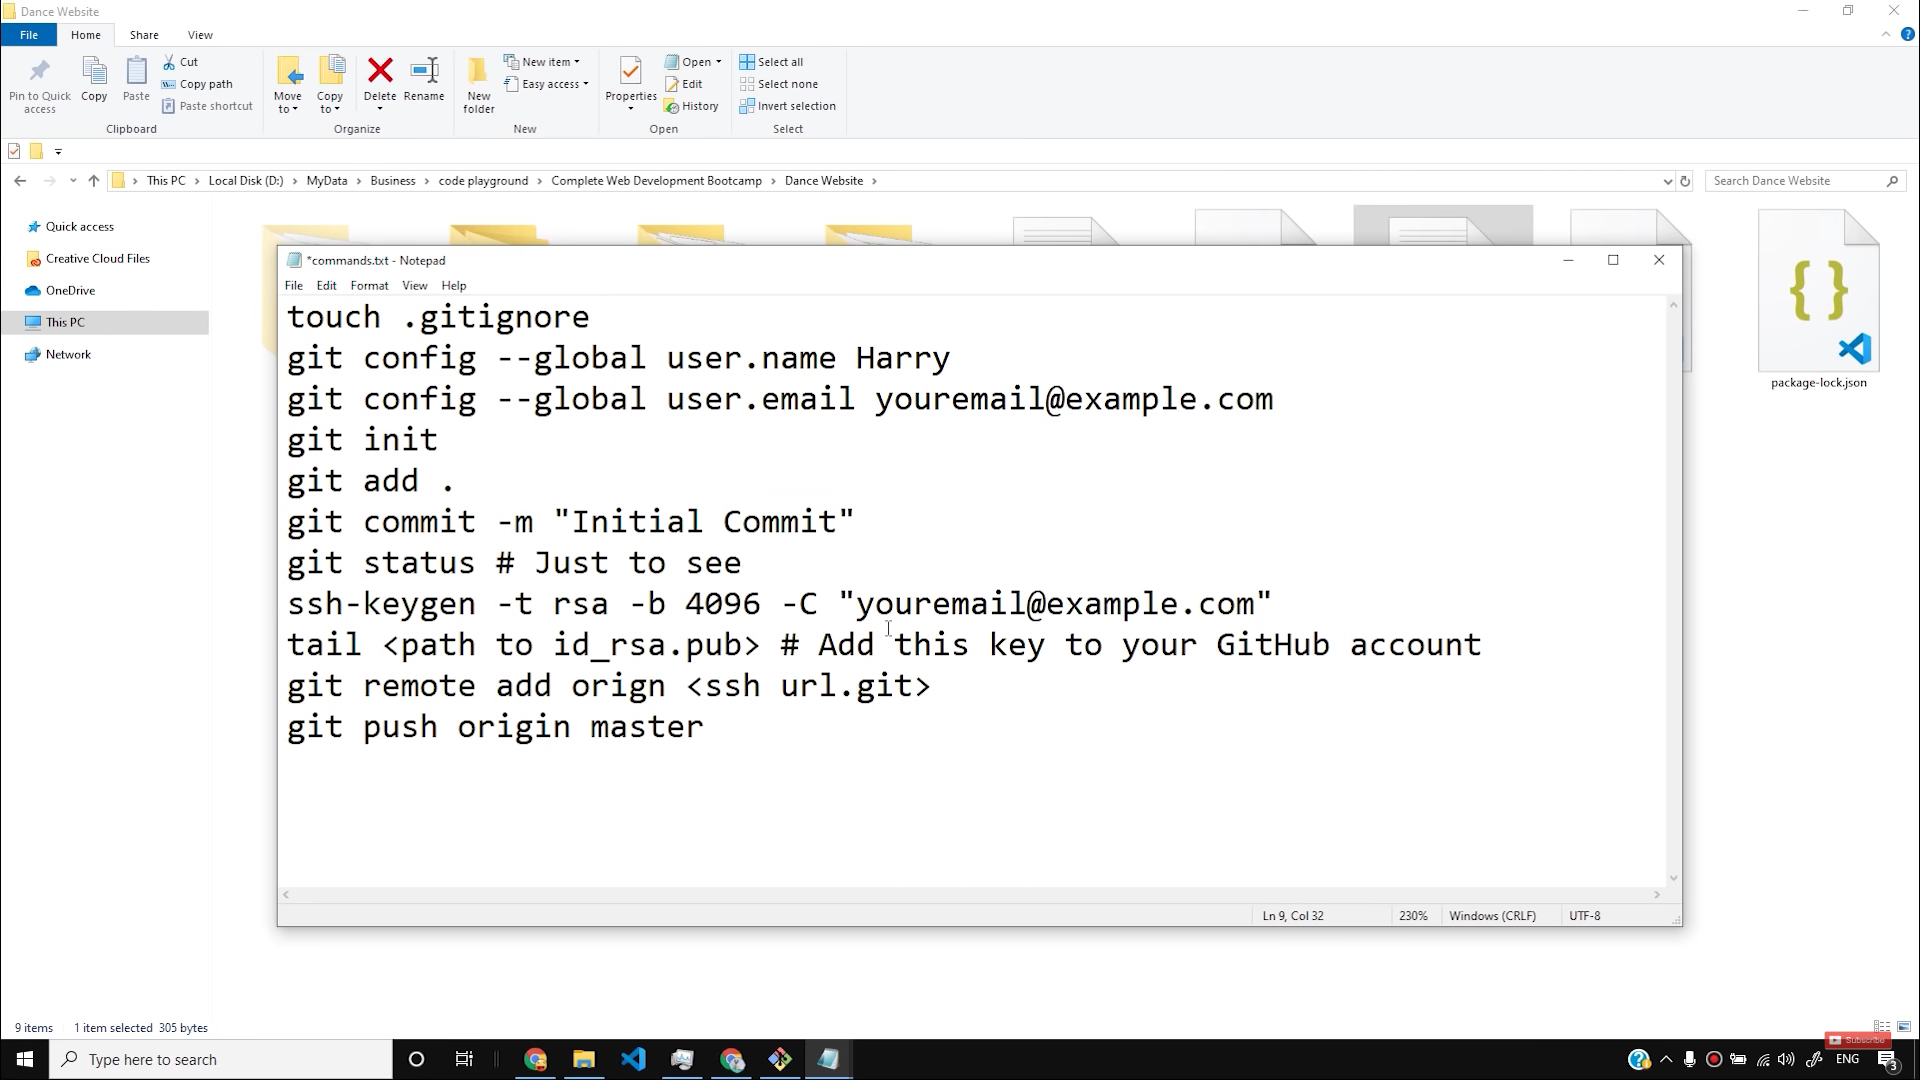 Dance Website
File Home Share View
Pin to Quick access
Copy
Paste
Cut
Copy path
Paste shortcut
Clipboard
Move to
Copy to
Delete
Rename
Organize
New folder
New item
Easy access
New
Properties
Open
Edit
History
Open
Select all
Select none
Invert selection
Select
This PC > Local Disk (D:) > MyData > Business > code playground > Complete Web Development Bootcamp > Dance Website >
Search Dance Website
Quick access
Creative Cloud Files
OneDrive
This PC
Network
package-lock.json
*commands.txt - Notepad
File Edit Format View Help
touch .gitignore
git config --global user.name Harry
git config --global user.email youremail@example.com
git init
git add .
git commit -m "Initial Commit"
git status # Just to see
ssh-keygen -t rsa -b 4096 -C "youremail@example.com"
tail <path to id_rsa.pub> # Add this key to your GitHub account
git remote add orign <ssh url.git>
git push origin master
Ln 9, Col 32 230% Windows (CRLF) UTF-8
9 items 1 item selected 305 bytes
Subscribe
Type here to search
ENG
3